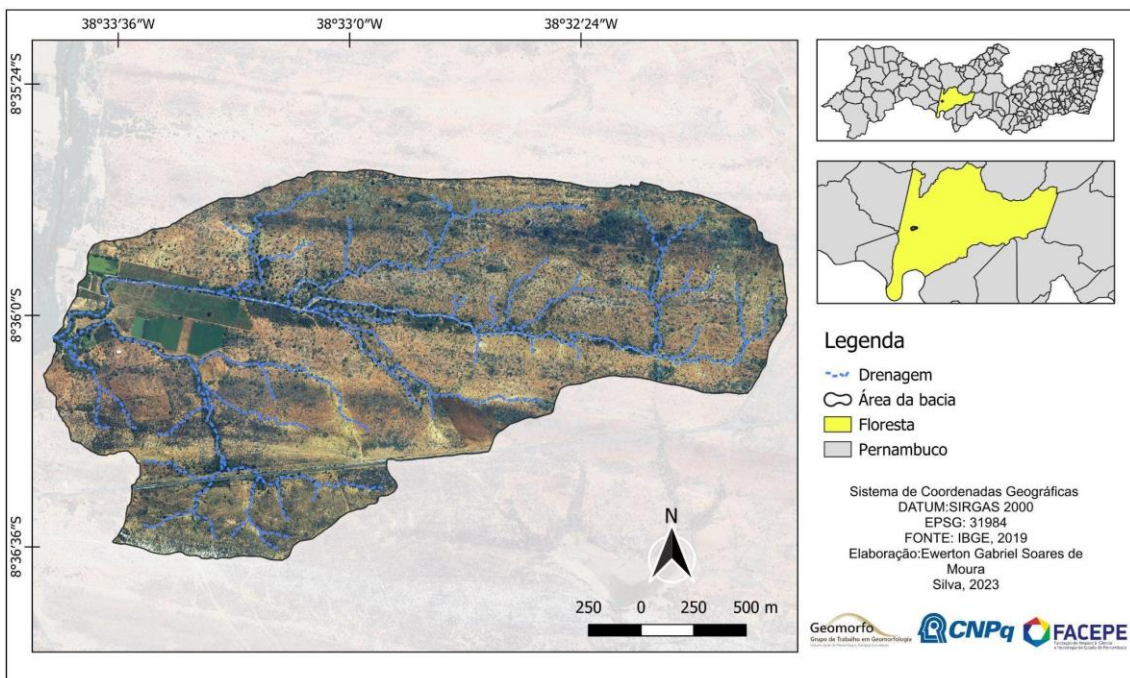 38°33′36″W 38°33′0″W 38°32′24″W
8°35′24″S
8°36′0″S
8°36′36″S
N
250 0 250 500 m
Legenda
Drenagem
Área da bacia
Floresta
Pernambuco
Sistema de Coordenadas Geográficas
DATUM:SIRGAS 2000
EPSG: 31984
FONTE: IBGE, 2019
Elaboração:Ewerton Gabriel Soares de
Moura
Silva, 2023
Geomorfo
Grupo de Trabalho em Geomorfologia
CNPq
FACEPE